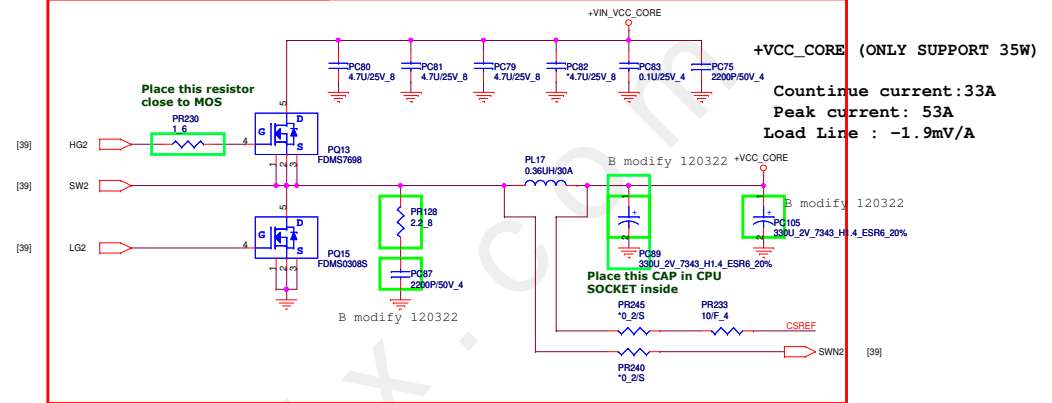 +VIN_VCC_CORE
+VCC_CORE (ONLY SUPPORT 35W)
Countinue current:33A
Peak current: 53A
Load Line : -1.9mV/A
PC80
4.7U/25V_8
PC81
4.7U/25V_8
PC79
4.7U/25V_8
PC82
*4.7U/25V_8
PC83
0.1U/25V_4
PC75
2200P/50V_4
Place this resistor
close to MOS
PR230
1_6
[39]
HG2
4
5
G
D
S
1
2
3
PQ13
FDMS7698
[39]
SW2
PL17
0.36UH/30A
B modify 120322
+VCC_CORE
[39]
LG2
4
5
G
D
S
1
2
3
PQ15
FDMS0308S
PR128
2.2_8
PC87
2200P/50V_4
B modify 120322
1
+
2
PC89
330U_2V_7343_H1.4_ESR6_20%
Place this CAP in CPU
SOCKET inside
B modify 120322
1
+
2
PC105
330U_2V_7343_H1.4_ESR6_20%
PR245
*0_2/S
PR233
10/F_4
CSREF
SWN2
[39]
PR240
*0_2/S
x.com